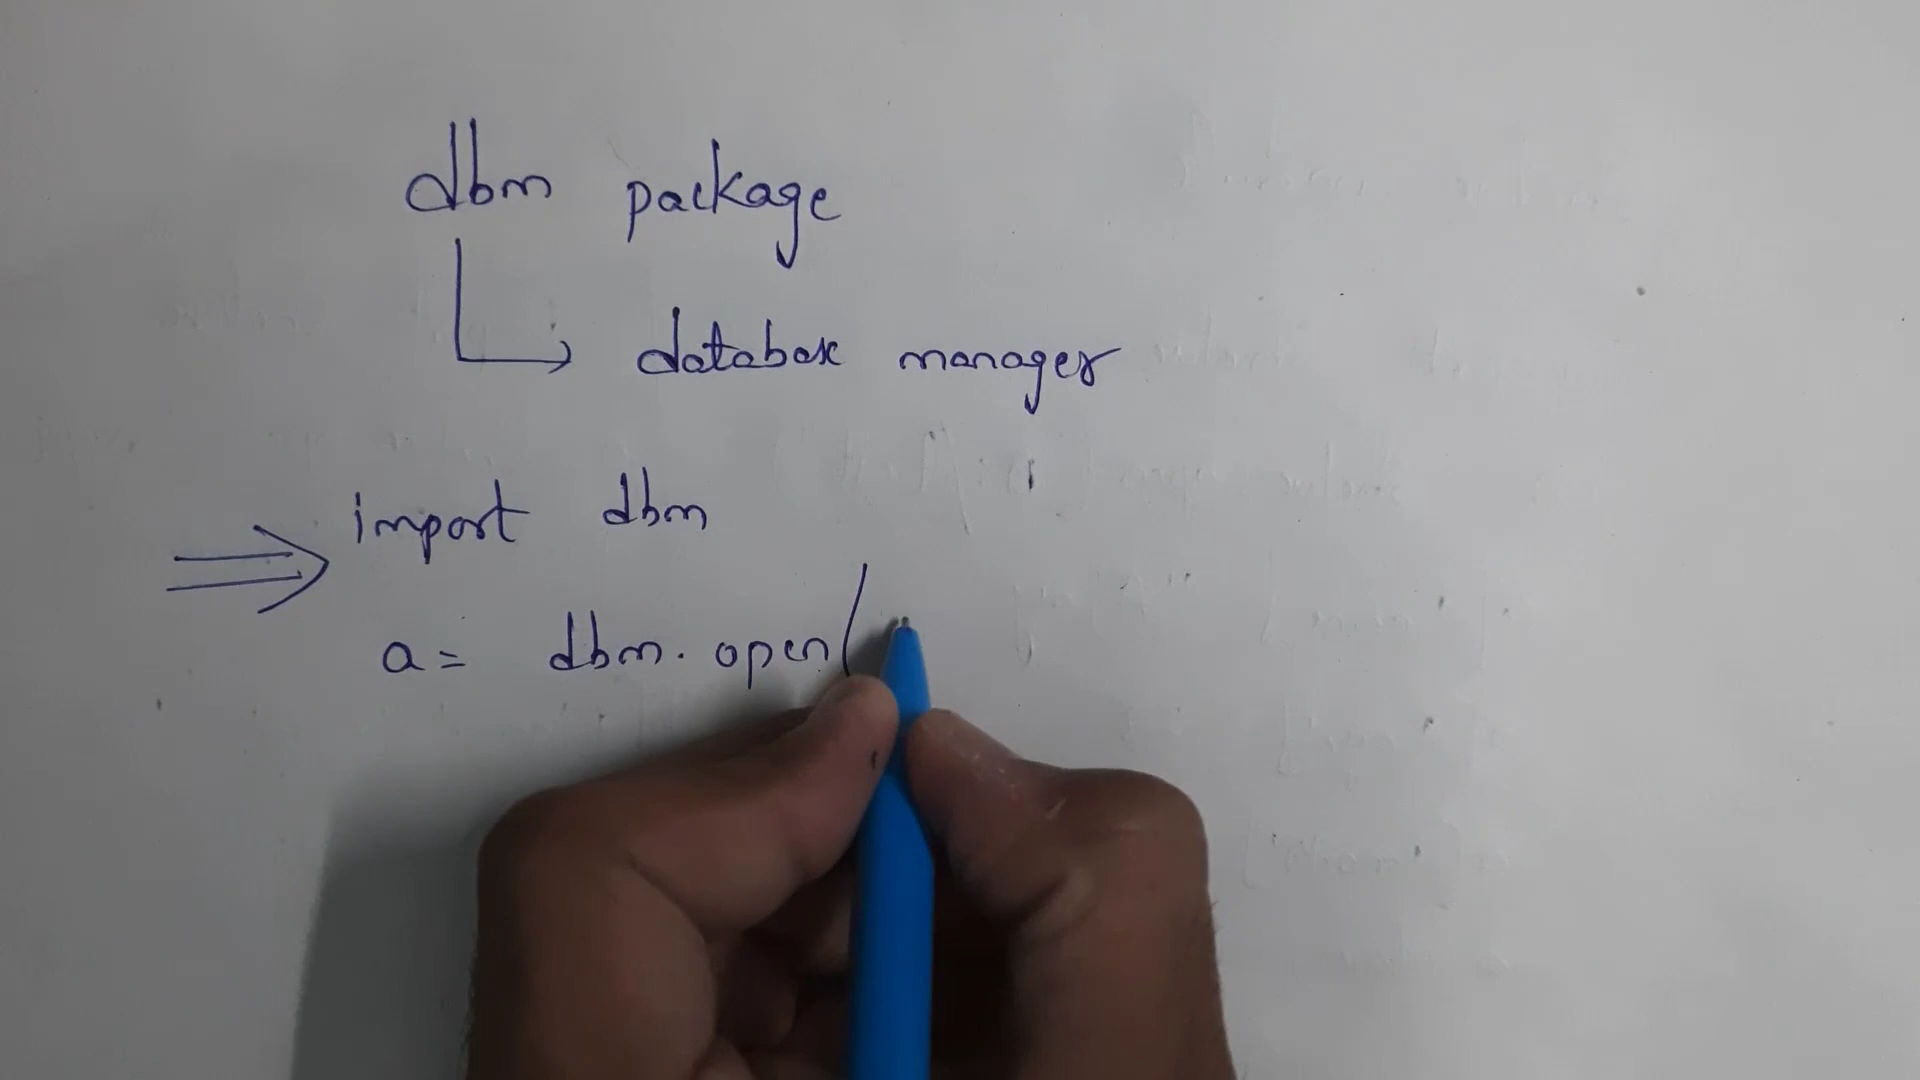 dbm package
database manager
import dbm
a= dbm. open(